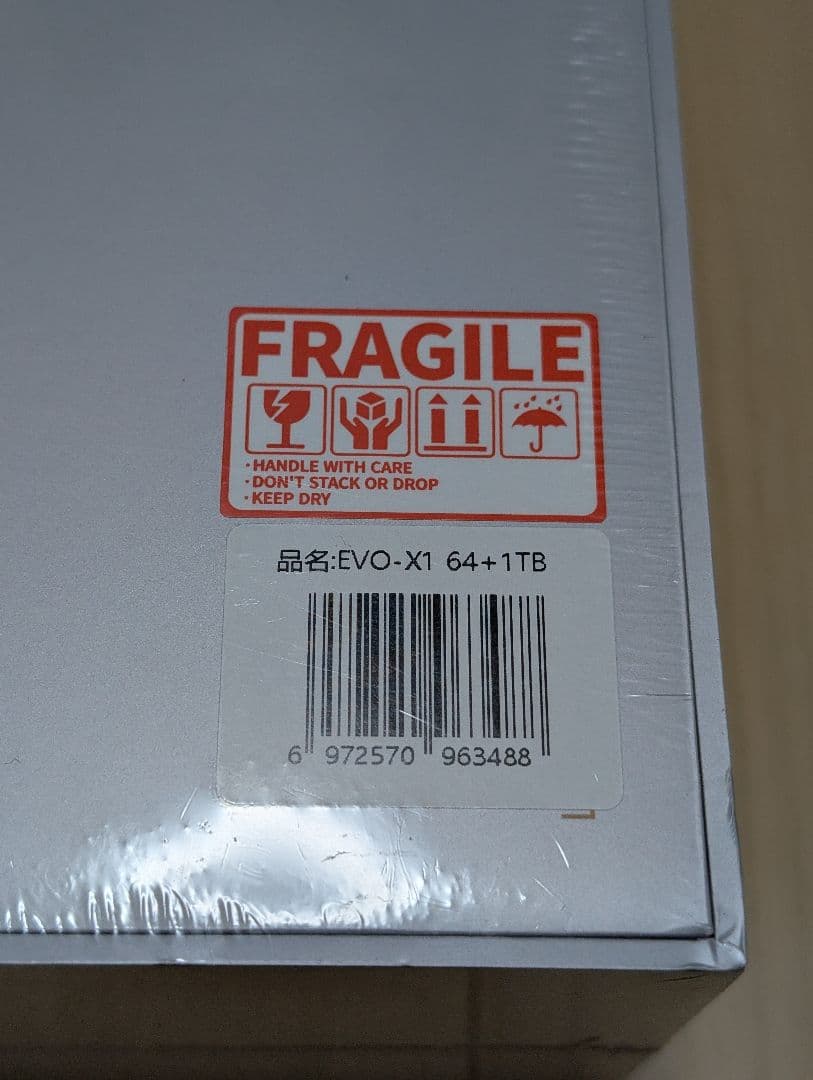 FRAGILE
·HANDLE WITH CARE
·DON'T STACK OR DROP
·KEEP DRY
品名:EVO-X1 64+1TB
6 972570 963488